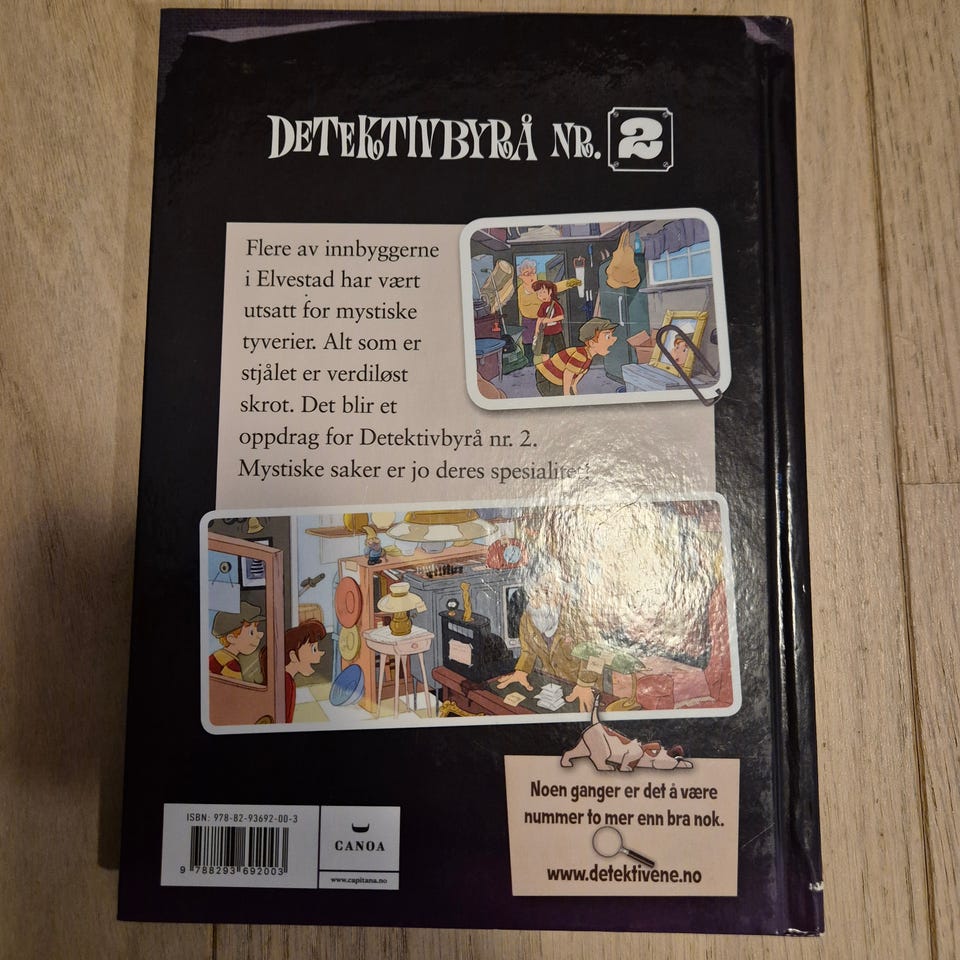 DETEKTIVBYRÅ NR. 2
Flere av innbyggerne
i Elvestad har vært
utsatt for mystiske
tyverier. Alt som er
stjålet er verdiløst
skrot. Det blir et
oppdrag for Detektivbyrå nr. 2.
Mystiske saker er jo deres spesialitet!
Noen ganger er det å være
nummer to mer enn bra nok.
www.detektivene.no
ISBN: 978-82-93692-00-3
9 788293 692003
CANOA
www.capitana.no